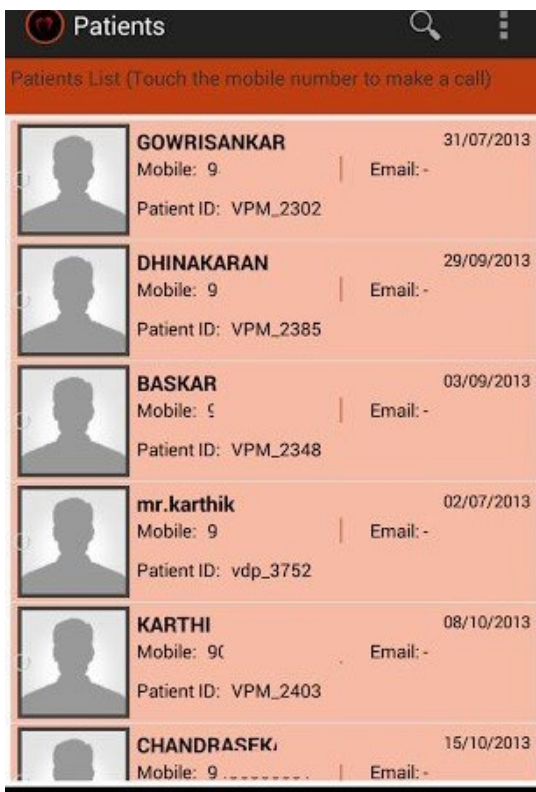 Patients
Patients List (Touch the mobile number to make a call)
GOWRISANKAR 31/07/2013
Mobile: 9 Email: -
Patient ID: VPM_2302
DHINAKARAN 29/09/2013
Mobile: 9 Email: -
Patient ID: VPM_2385
BASKAR 03/09/2013
Mobile: 9 Email: -
Patient ID: VPM_2348
mr.karthik 02/07/2013
Mobile: 9 Email: -
Patient ID: vdp_3752
KARTHI 08/10/2013
Mobile: 9 Email: -
Patient ID: VPM_2403
CHANDRASEK 15/10/2013
Mobile: 9 Email: -